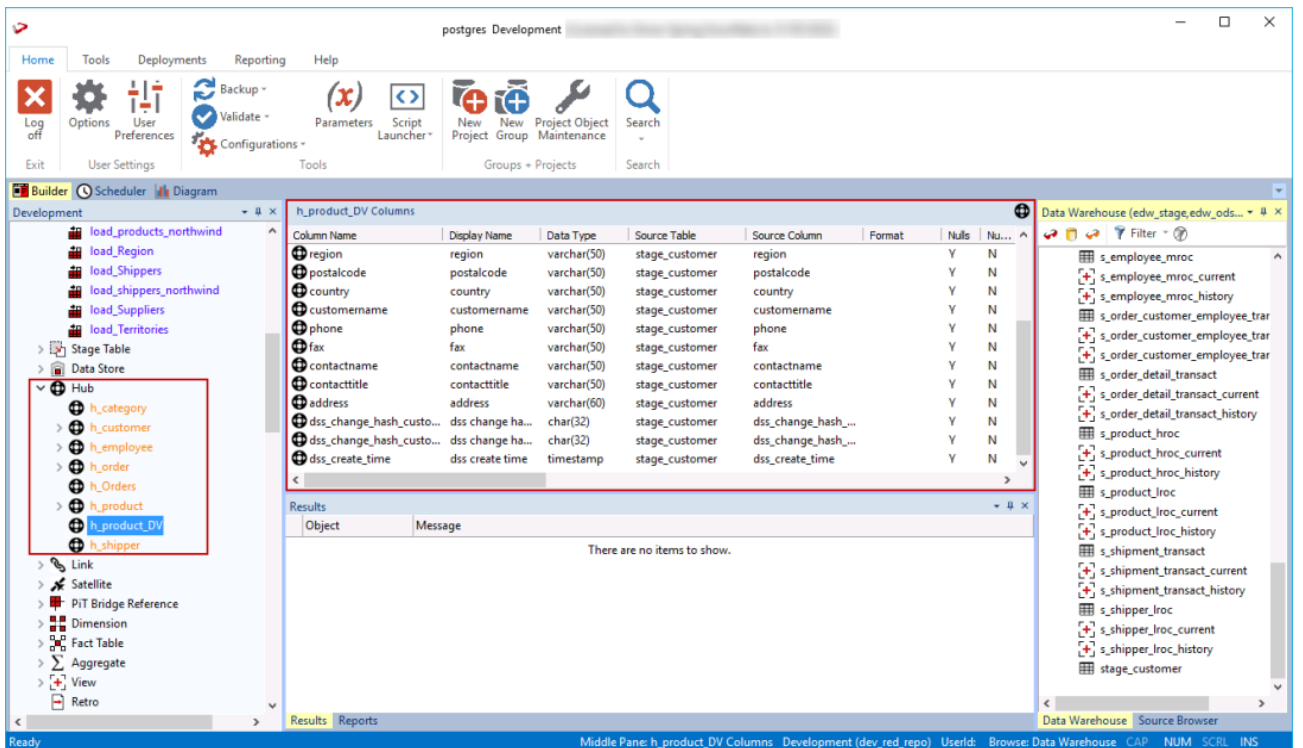 postgres Development
Home Tools Deployments Reporting Help
Log off
Options
User Preferences
Backup
Validate
Configurations
Parameters
Script Launcher
New Project
New Group
Project Object Maintenance
Search
Exit User Settings Tools Groups + Projects Search
Builder Scheduler Diagram
Development
load_products_northwind
load_Region
load_Shippers
load_shippers_northwind
load_Suppliers
load_Territories
Stage Table
Data Store
Hub
h_category
h_customer
h_employee
h_order
h_Orders
h_product
h_product_DV
h_shipper
Link
Satellite
PiT Bridge Reference
Dimension
Fact Table
Aggregate
View
Retro
h_product_DV Columns
Column Name Display Name Data Type Source Table Source Column Format Nulls Nu...
region region varchar(50) stage_customer region Y N
postalcode postalcode varchar(50) stage_customer postalcode Y N
country country varchar(50) stage_customer country Y N
customername customername varchar(50) stage_customer customername Y N
phone phone varchar(50) stage_customer phone Y N
fax fax varchar(50) stage_customer fax Y N
contactname contactname varchar(50) stage_customer contactname Y N
contacttitle contacttitle varchar(50) stage_customer contacttitle Y N
address address varchar(60) stage_customer address Y N
dss_change_hash_custo... dss change ha... char(32) stage_customer dss_change_hash_... Y N
dss_change_hash_custo... dss change ha... char(32) stage_customer dss_change_hash_... Y N
dss_create_time dss create time timestamp stage_customer dss_create_time Y N
Results
Object Message
There are no items to show.
Results Reports
Data Warehouse (edw_stage,edw_ods...
Filter
s_employee_mroc
s_employee_mroc_current
s_employee_mroc_history
s_order_customer_employee_trar
s_order_customer_employee_trar
s_order_customer_employee_trar
s_order_detail_transact
s_order_detail_transact_current
s_order_detail_transact_history
s_product_hroc
s_product_hroc_current
s_product_hroc_history
s_product_lroc
s_product_lroc_current
s_product_lroc_history
s_shipment_transact
s_shipment_transact_current
s_shipment_transact_history
s_shipper_lroc
s_shipper_lroc_current
s_shipper_lroc_history
stage_customer
Data Warehouse Source Browser
Ready Middle Pane: h_product_DV Columns Development (dev_red_repo) UserId: Browse: Data Warehouse CAP NUM SCRL INS